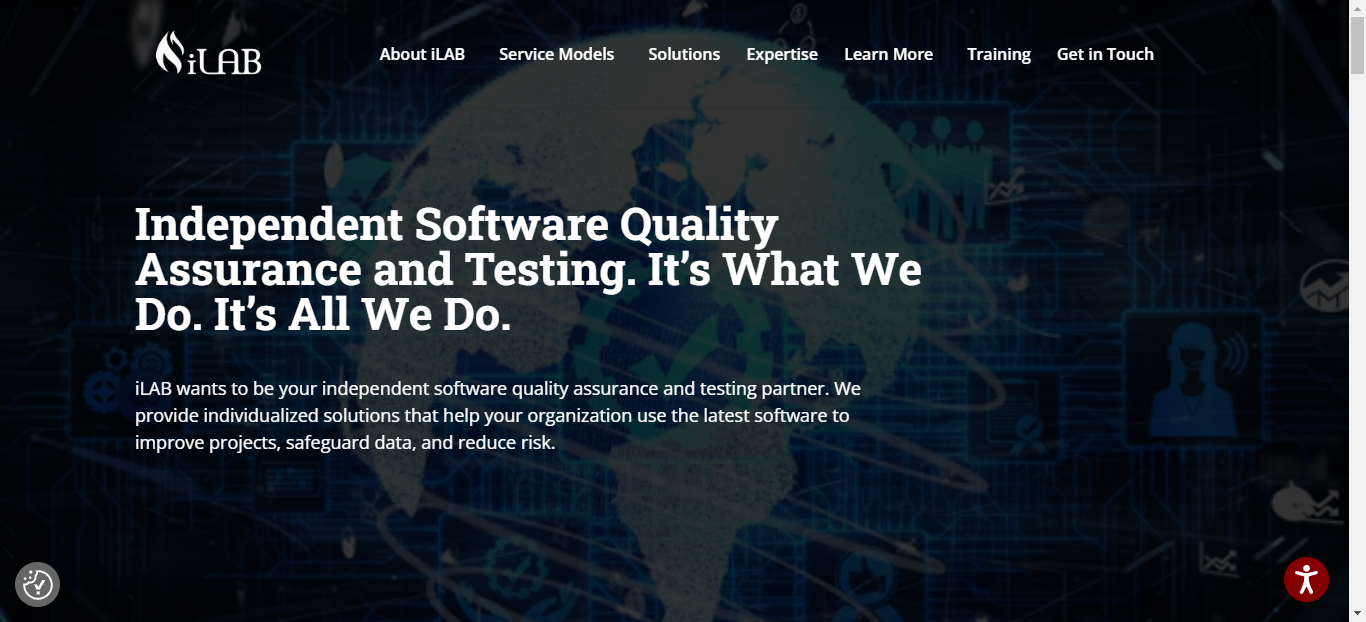 iLAB
About iLAB
Service Models
Solutions
Expertise
Learn More
Training
Get in Touch
Independent Software Quality
Assurance and Testing. It’s What We
Do. It’s All We Do.
iLAB wants to be your independent software quality assurance and testing partner. We
provide individualized solutions that help your organization use the latest software to
improve projects, safeguard data, and reduce risk.